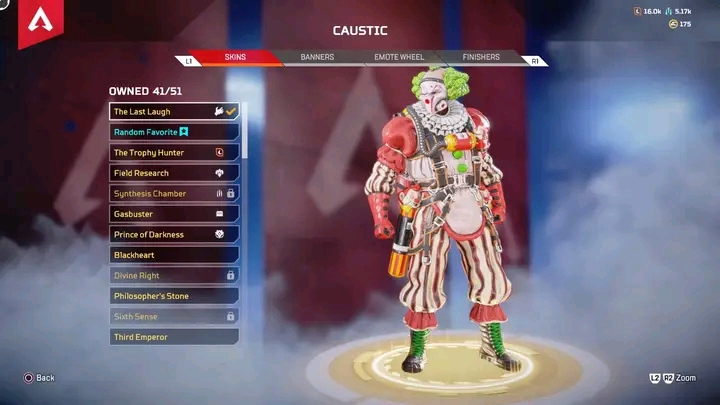 CAUSTIC
16.0k 5.17k
175
L1 SKINS BANNERS EMOTE WHEEL FINISHERS R1
OWNED 41/51
The Last Laugh
Random Favorite
The Trophy Hunter
Field Research
Synthesis Chamber
Gasbuster
Prince of Darkness
Blackheart
Divine Right
Philosopher's Stone
Sixth Sense
Third Emperor
Back
L2 R2 Zoom